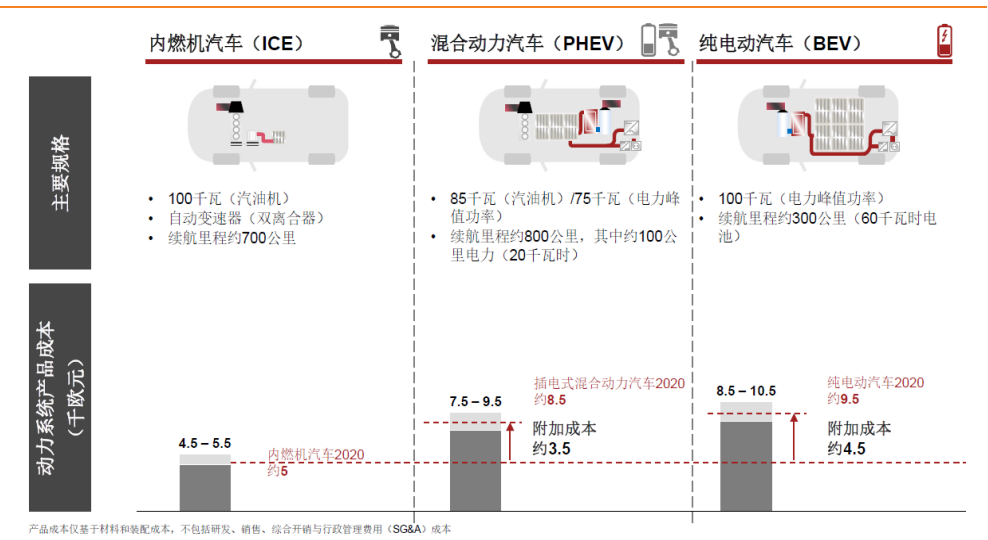 内燃机汽车（ICE）
混合动力汽车（PHEV）
纯电动汽车（BEV）
主要规格
• 100千瓦（汽油机）
• 自动变速器（双离合器）
• 续航里程约700公里
• 85千瓦（汽油机）/75千瓦（电力峰
值功率）
• 续航里程约800公里，其中约100公
里电力（20千瓦时）
• 100千瓦（电力峰值功率）
• 续航里程约300公里（60千瓦时电
池）
动力系统产品成本
（千欧元）
4.5 – 5.5
内燃机汽车2020
约5
7.5 – 9.5
插电式混合动力汽车2020
约8.5
附加成本
约3.5
8.5 – 10.5
纯电动汽车2020
约9.5
附加成本
约4.5
产品成本仅基于材料和装配成本，不包括研发、销售、综合开销与行政管理费用（SG&A）成本